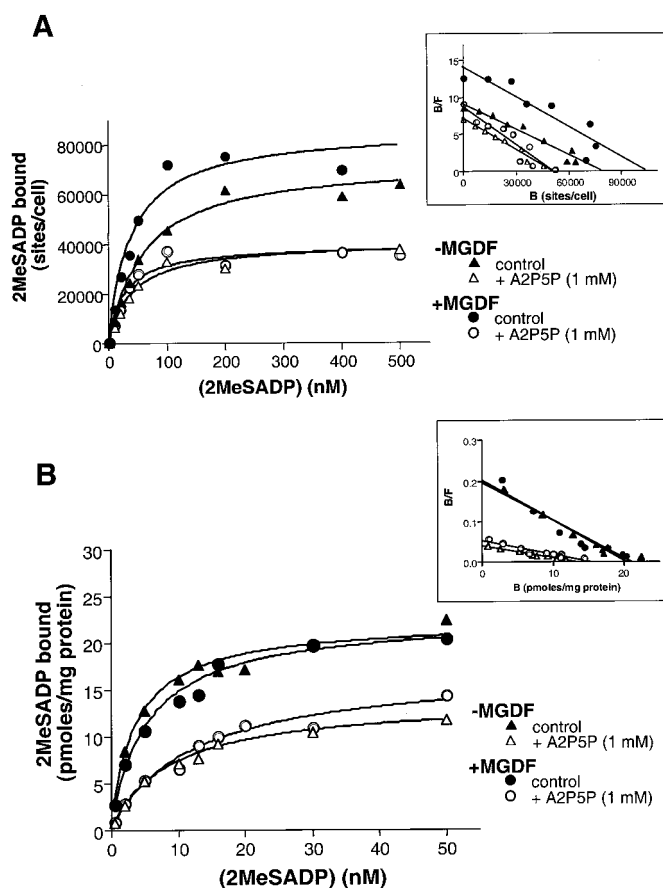 A
2MeSADP bound
(sites/cell)
80000
60000
40000
20000
0
0 100 200 300 400 500
(2MeSADP) (nM)
B/F
15
10
5
0
0 30000 60000 90000
B (sites/cell)
-MGDF
▲ control
△ + A2P5P (1 mM)
+MGDF
● control
○ + A2P5P (1 mM)
B
2MeSADP bound
(pmoles/mg protein)
30
25
20
15
10
5
0
0 10 20 30 40 50
(2MeSADP) (nM)
B/F
0.3
0.2
0.1
0.0
0 10 20
B (pmoles/mg protein)
-MGDF
▲ control
△ + A2P5P (1 mM)
+MGDF
● control
○ + A2P5P (1 mM)